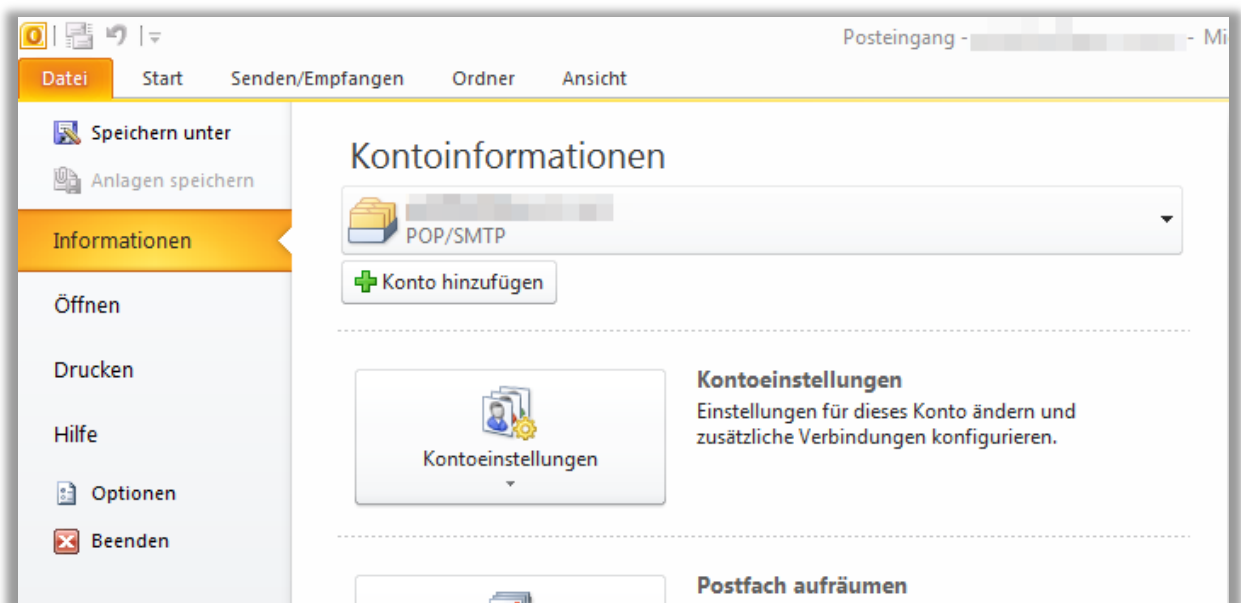 Posteingang - - Mi
Datei Start Senden/Empfangen Ordner Ansicht
Speichern unter
Anlagen speichern
Informationen
Öffnen
Drucken
Hilfe
Optionen
Beenden
Kontoinformationen
POP/SMTP
Konto hinzufügen
Kontoeinstellungen
Kontoeinstellungen
Einstellungen für dieses Konto ändern und
zusätzliche Verbindungen konfigurieren.
Postfach aufräumen